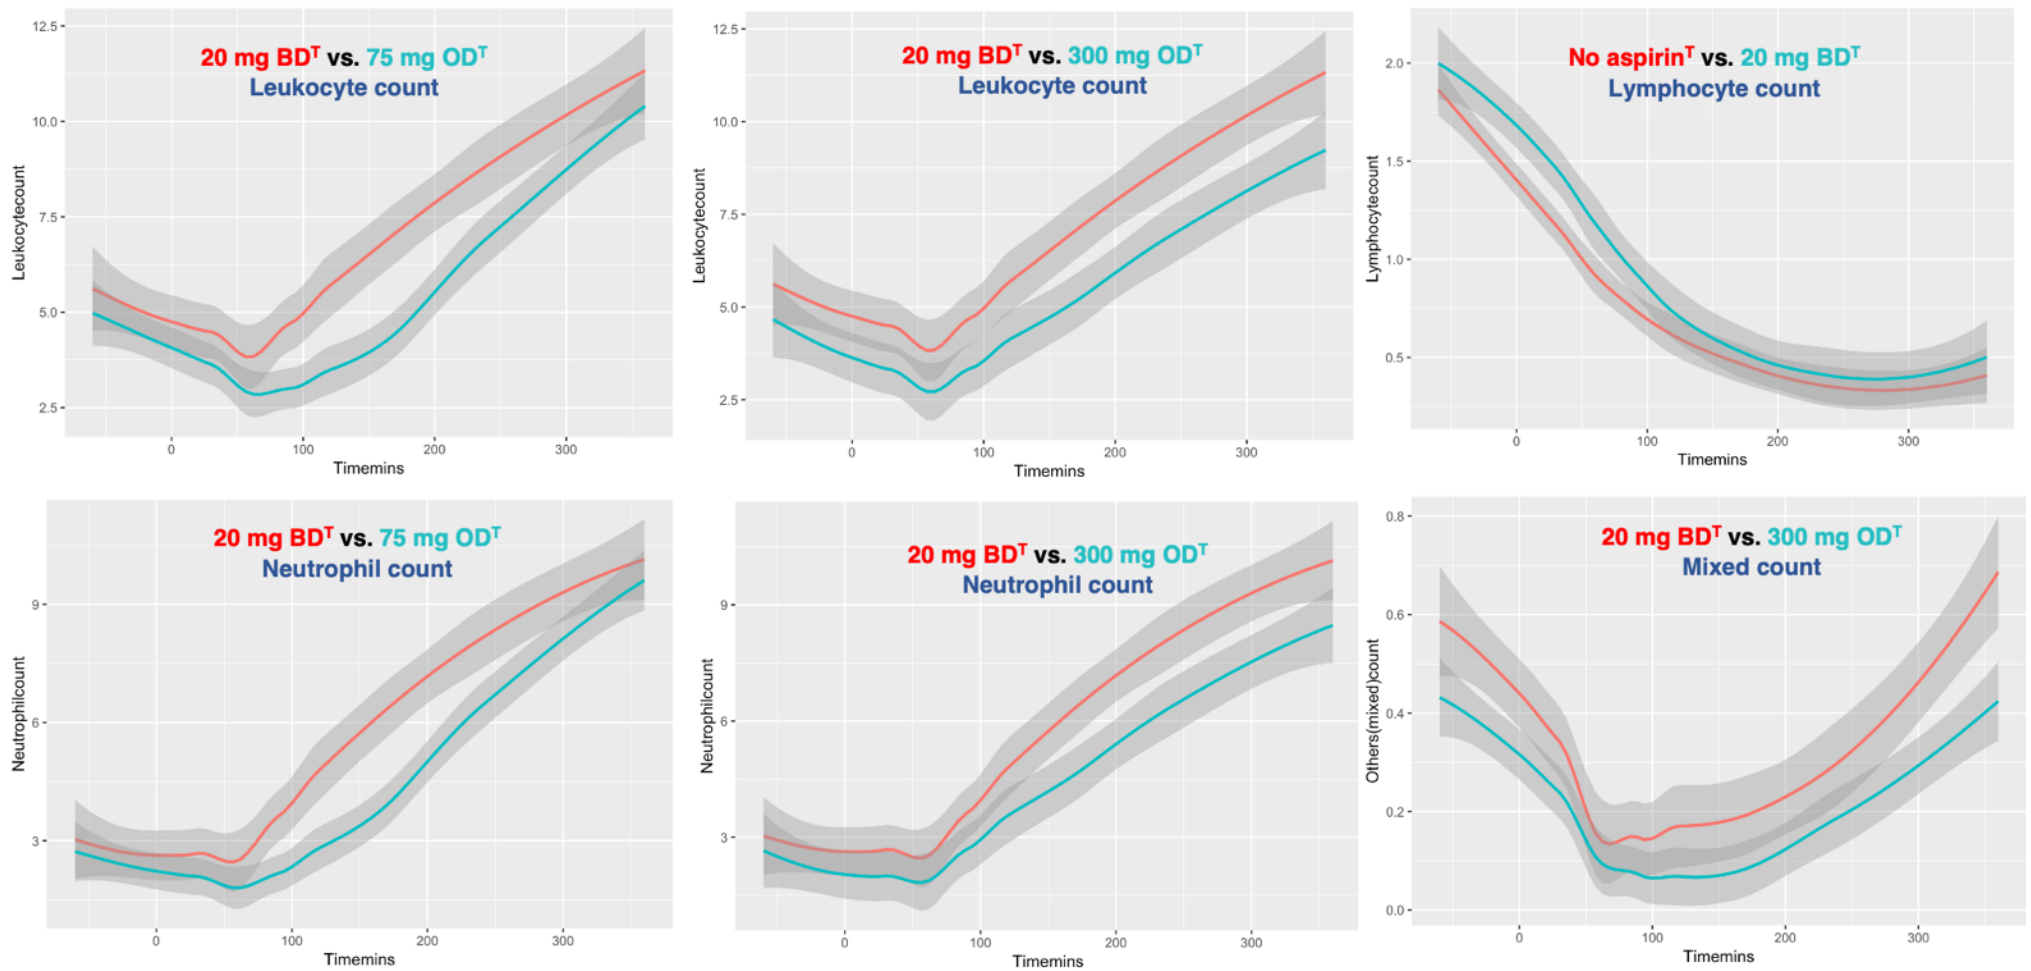 20 mg BDᵀ vs. 75 mg ODᵀ
Leukocyte count
12.5
10.0
7.5
5.0
2.5
Leukocytecount
0 100 200 300
Timemins
20 mg BDᵀ vs. 300 mg ODᵀ
Leukocyte count
12.5
10.0
7.5
5.0
2.5
Leukocytecount
0 100 200 300
Timemins
No aspirinᵀ vs. 20 mg BDᵀ
Lymphocyte count
2.0
1.5
1.0
0.5
Lymphocytecount
0 100 200 300
Timemins
20 mg BDᵀ vs. 75 mg ODᵀ
Neutrophil count
9
6
3
Neutrophilcount
0 100 200 300
Timemins
20 mg BDᵀ vs. 300 mg ODᵀ
Neutrophil count
9
6
3
Neutrophilcount
0 100 200 300
Timemins
20 mg BDᵀ vs. 300 mg ODᵀ
Mixed count
0.8
0.6
0.4
0.2
0.0
Others(mixed)count
0 100 200 300
Timemins